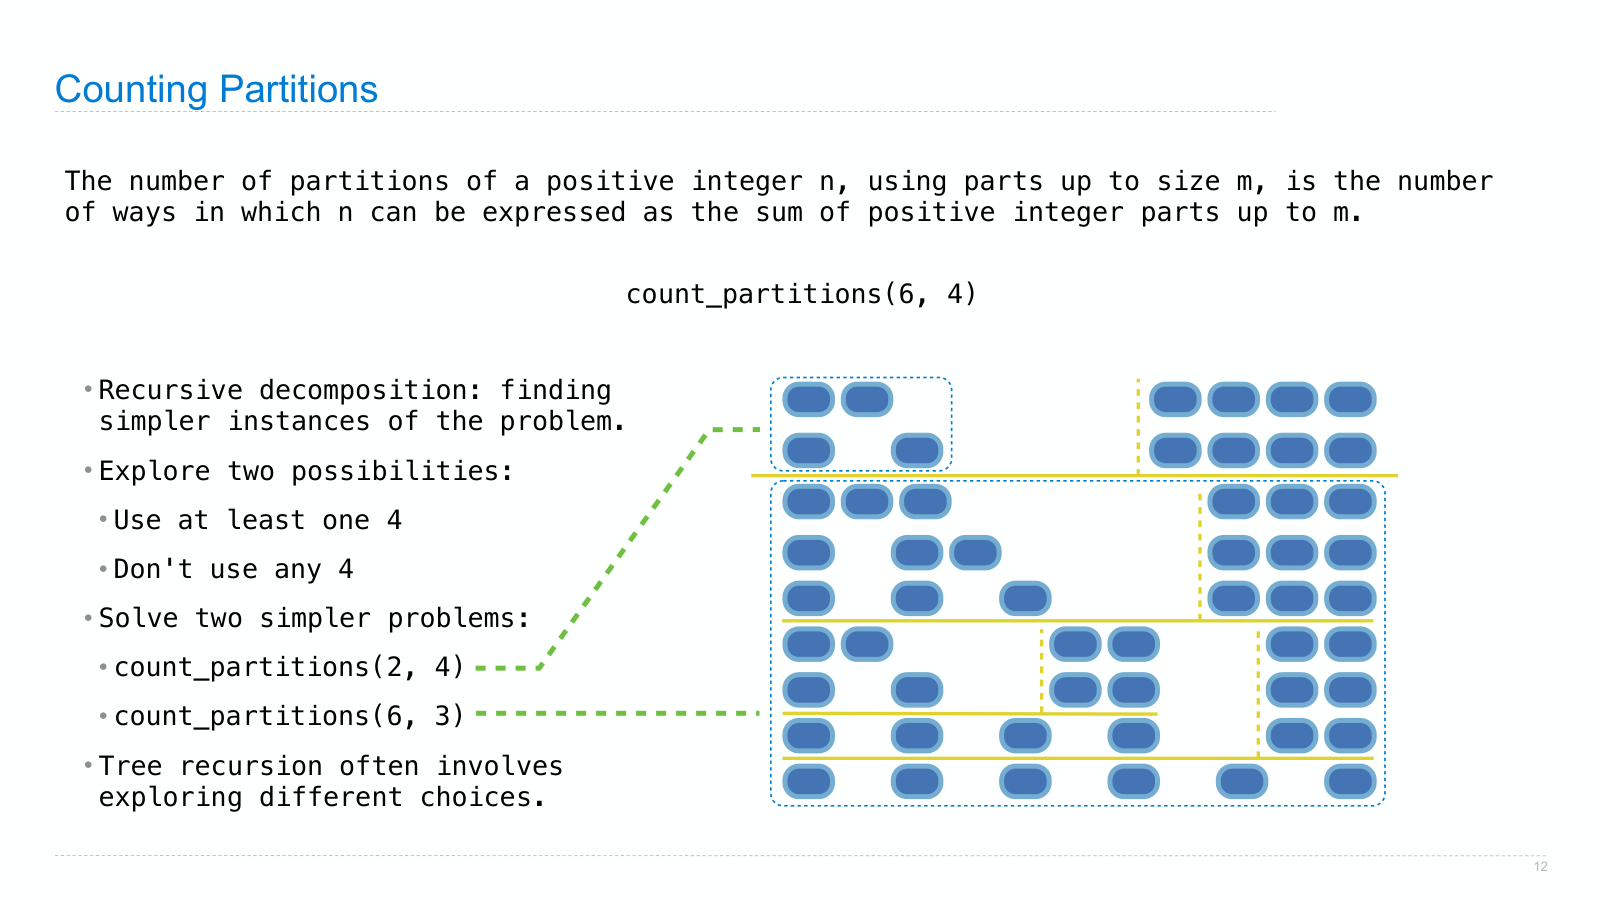 Counting Partitions
The number of partitions of a positive integer n, using parts up to size m, is the number
of ways in which n can be expressed as the sum of positive integer parts up to m.
count_partitions(6, 4)
•Recursive decomposition: finding
simpler instances of the problem.
•Explore two possibilities:
•Use at least one 4
•Don't use any 4
•Solve two simpler problems:
•count_partitions(2, 4)
•count_partitions(6, 3)
•Tree recursion often involves
exploring different choices.
12